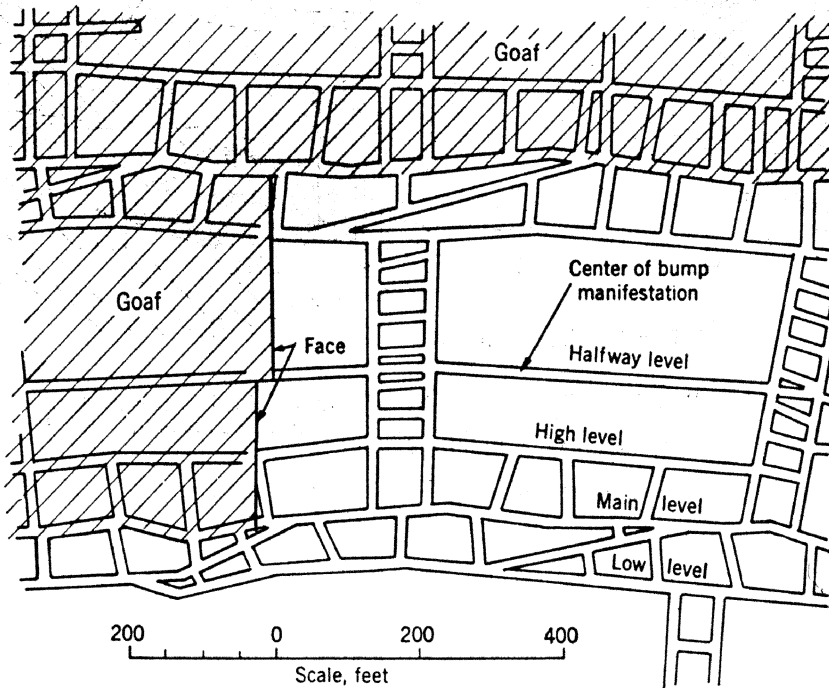 Goaf
Center of bump
manifestation
Goaf
Face
Halfway level
High level
Main level
Low level
200 0 200 400
Scale, feet